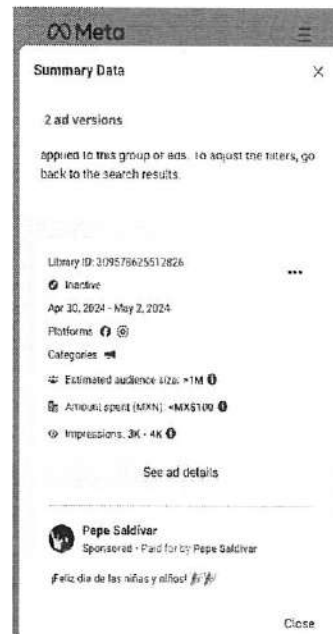 Meta
Summary Data
2 ad versions
applied to this group of ads. To adjust the filters, go
back to the search results.
Library ID: 309578625512826
Inactive
Apr 30, 2024 - May 2, 2024
Platforms
Categories
Estimated audience size: >1M
Amount spent (MXN): <MX$100
Impressions: 3K - 4K
See ad details
Pepe Saldívar
Sponsored • Paid for by Pepe Saldívar
¡Feliz día de las niñas y niños!
Close